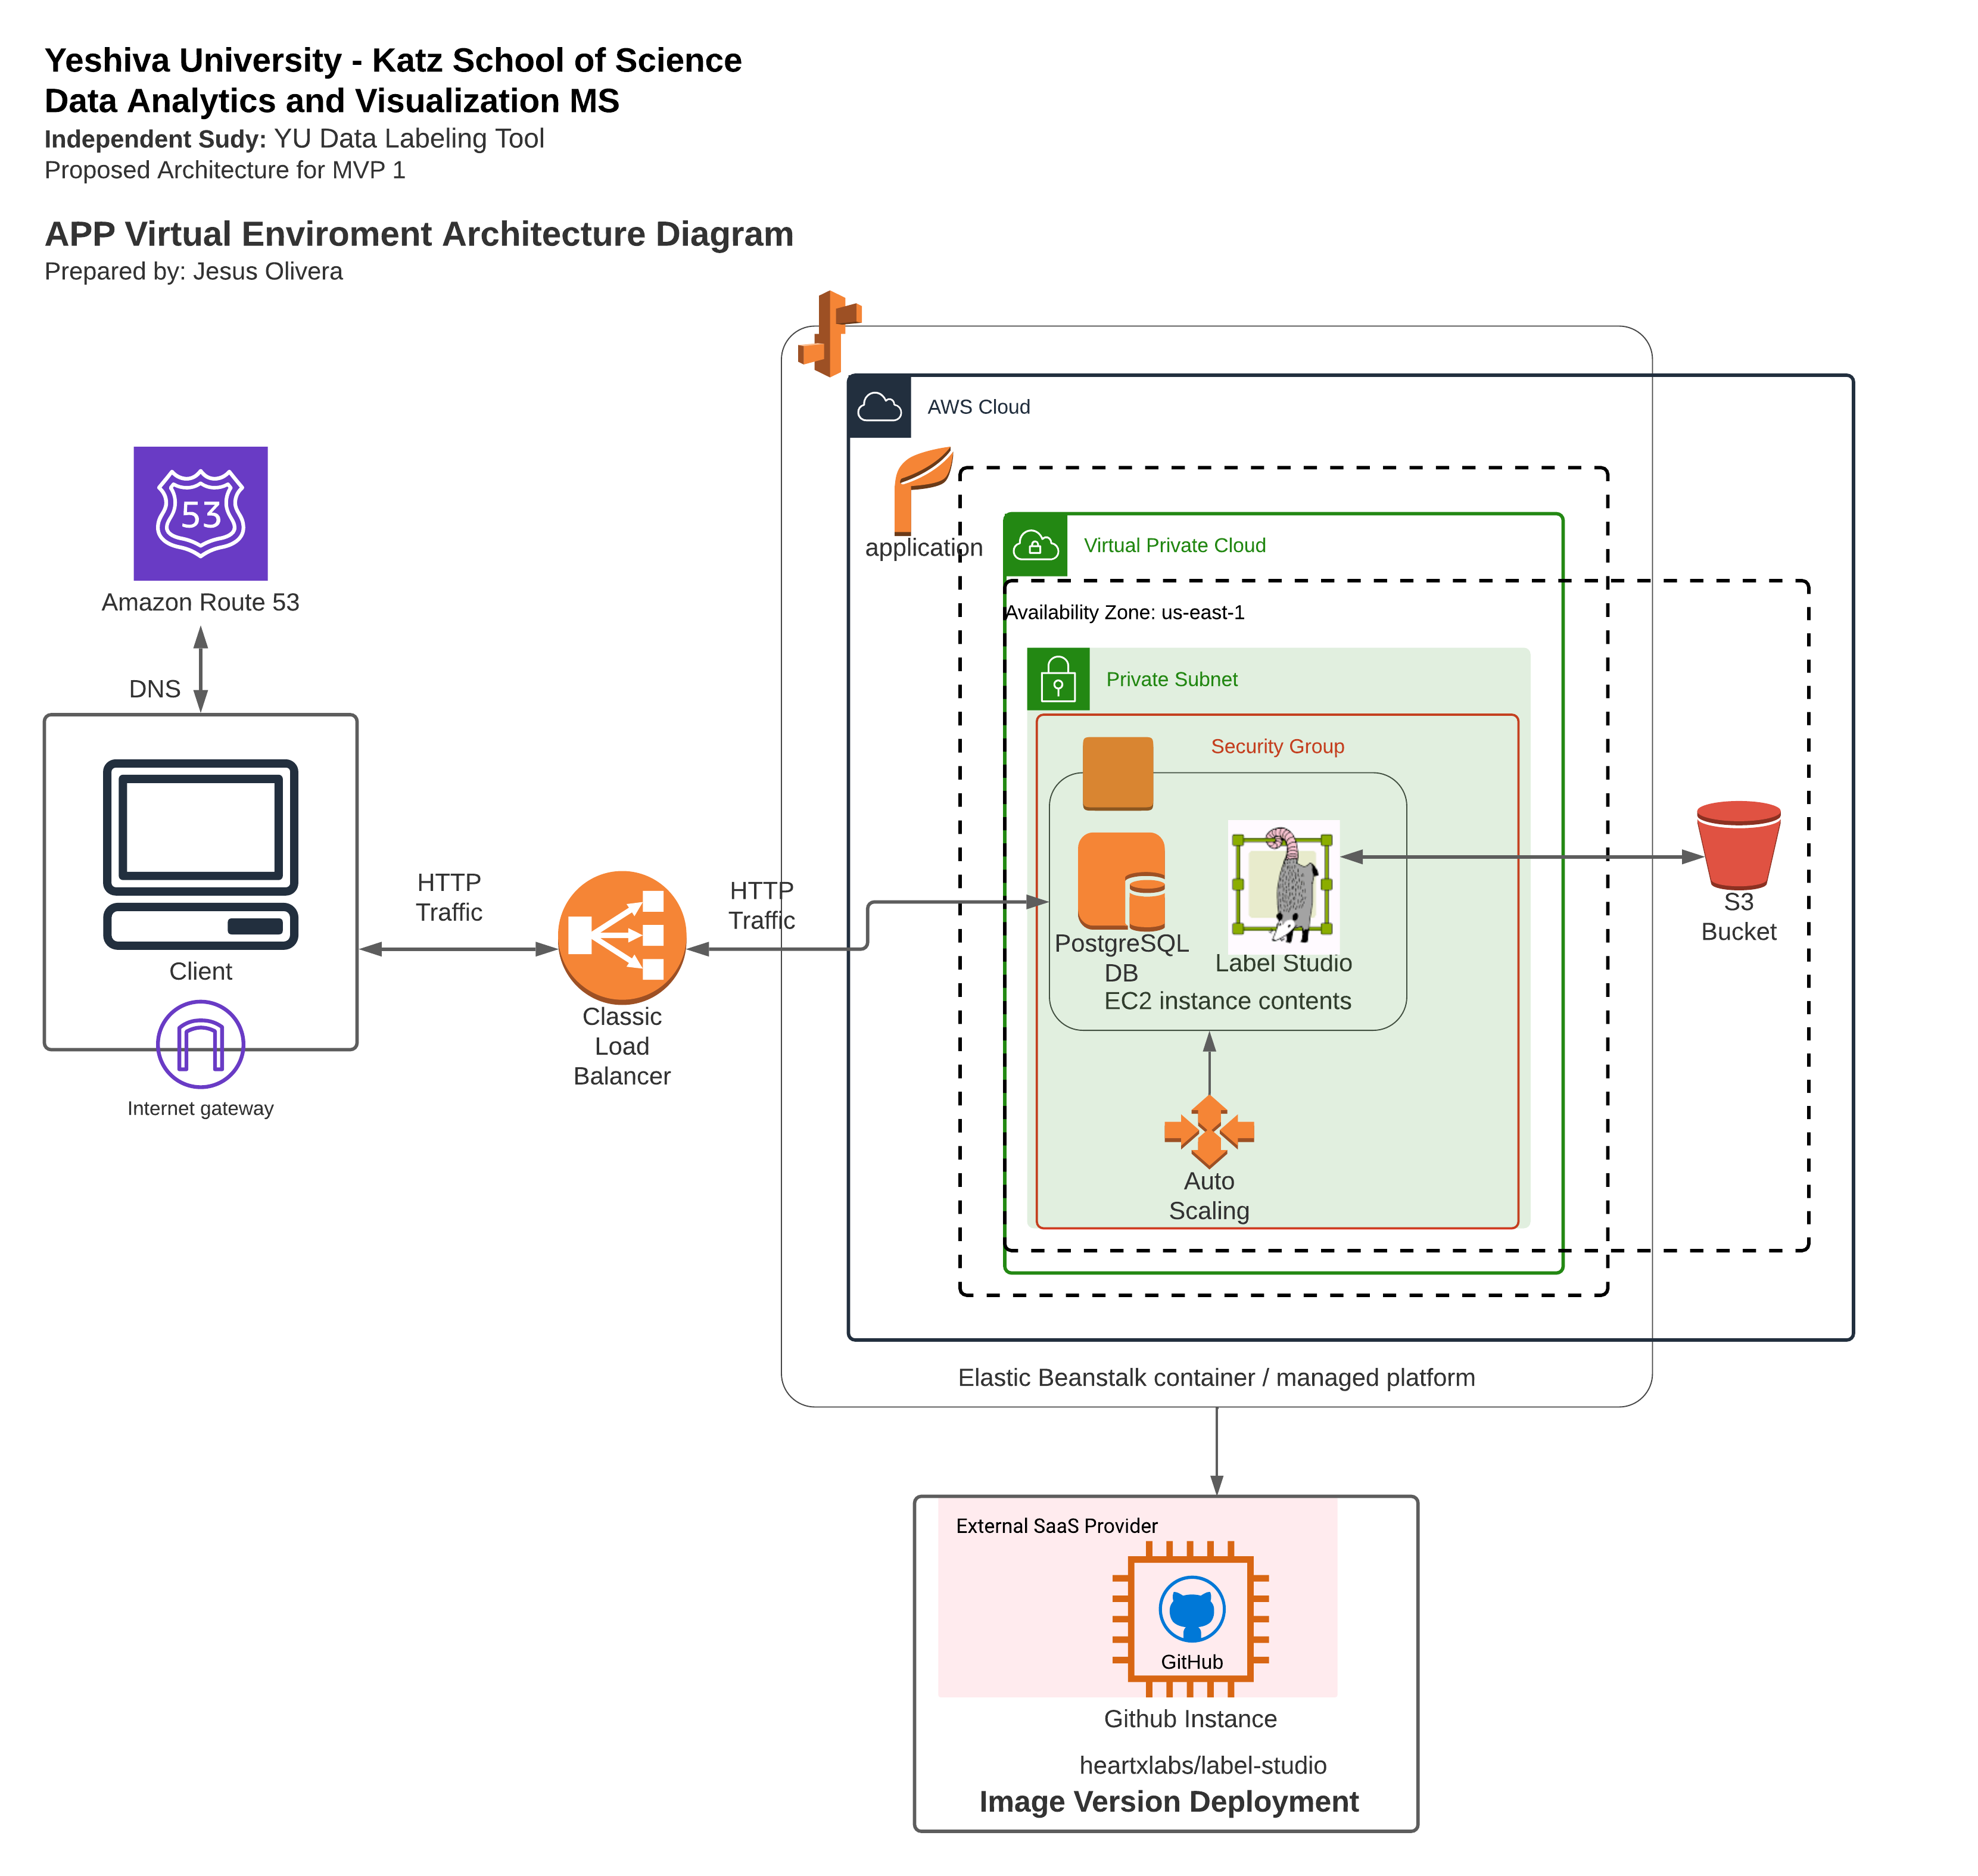 Yeshiva University - Katz School of Science
Data Analytics and Visualization MS
Independent Sudy: YU Data Labeling Tool
Proposed Architecture for MVP 1
APP Virtual Enviroment Architecture Diagram
Prepared by: Jesus Olivera
AWS Cloud
53
application
Virtual Private Cloud
Amazon Route 53
Availability Zone: us-east-1
DNS
Private Subnet
Security Group
HTTP
Traffic
HTTP
Traffic
S3
Bucket
PostgreSQL
DB
Label Studio
EC2 instance contents
Client
Classic
Load
Balancer
Internet gateway
Auto
Scaling
Elastic Beanstalk container / managed platform
External SaaS Provider
GitHub
Github Instance
heartxlabs/label-studio
Image Version Deployment